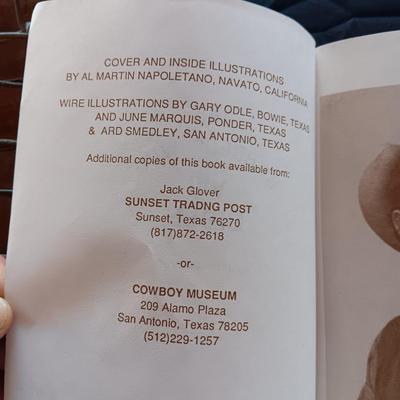 COVER AND INSIDE ILLUSTRATIONS
BY AL MARTIN NAPOLETANO, NAVATO, CALIFORNIA
WIRE ILLUSTRATIONS BY GARY ODLE, BOWIE, TEXAS
AND JUNE MARQUIS, PONDER, TEXAS
& ARD SMEDLEY, SAN ANTONIO, TEXAS
Additional copies of this book available from:
Jack Glover
SUNSET TRADNG POST
Sunset, Texas 76270
(817)872-2618
-or-
COWBOY MUSEUM
209 Alamo Plaza
San Antonio, Texas 78205
(512)229-1257